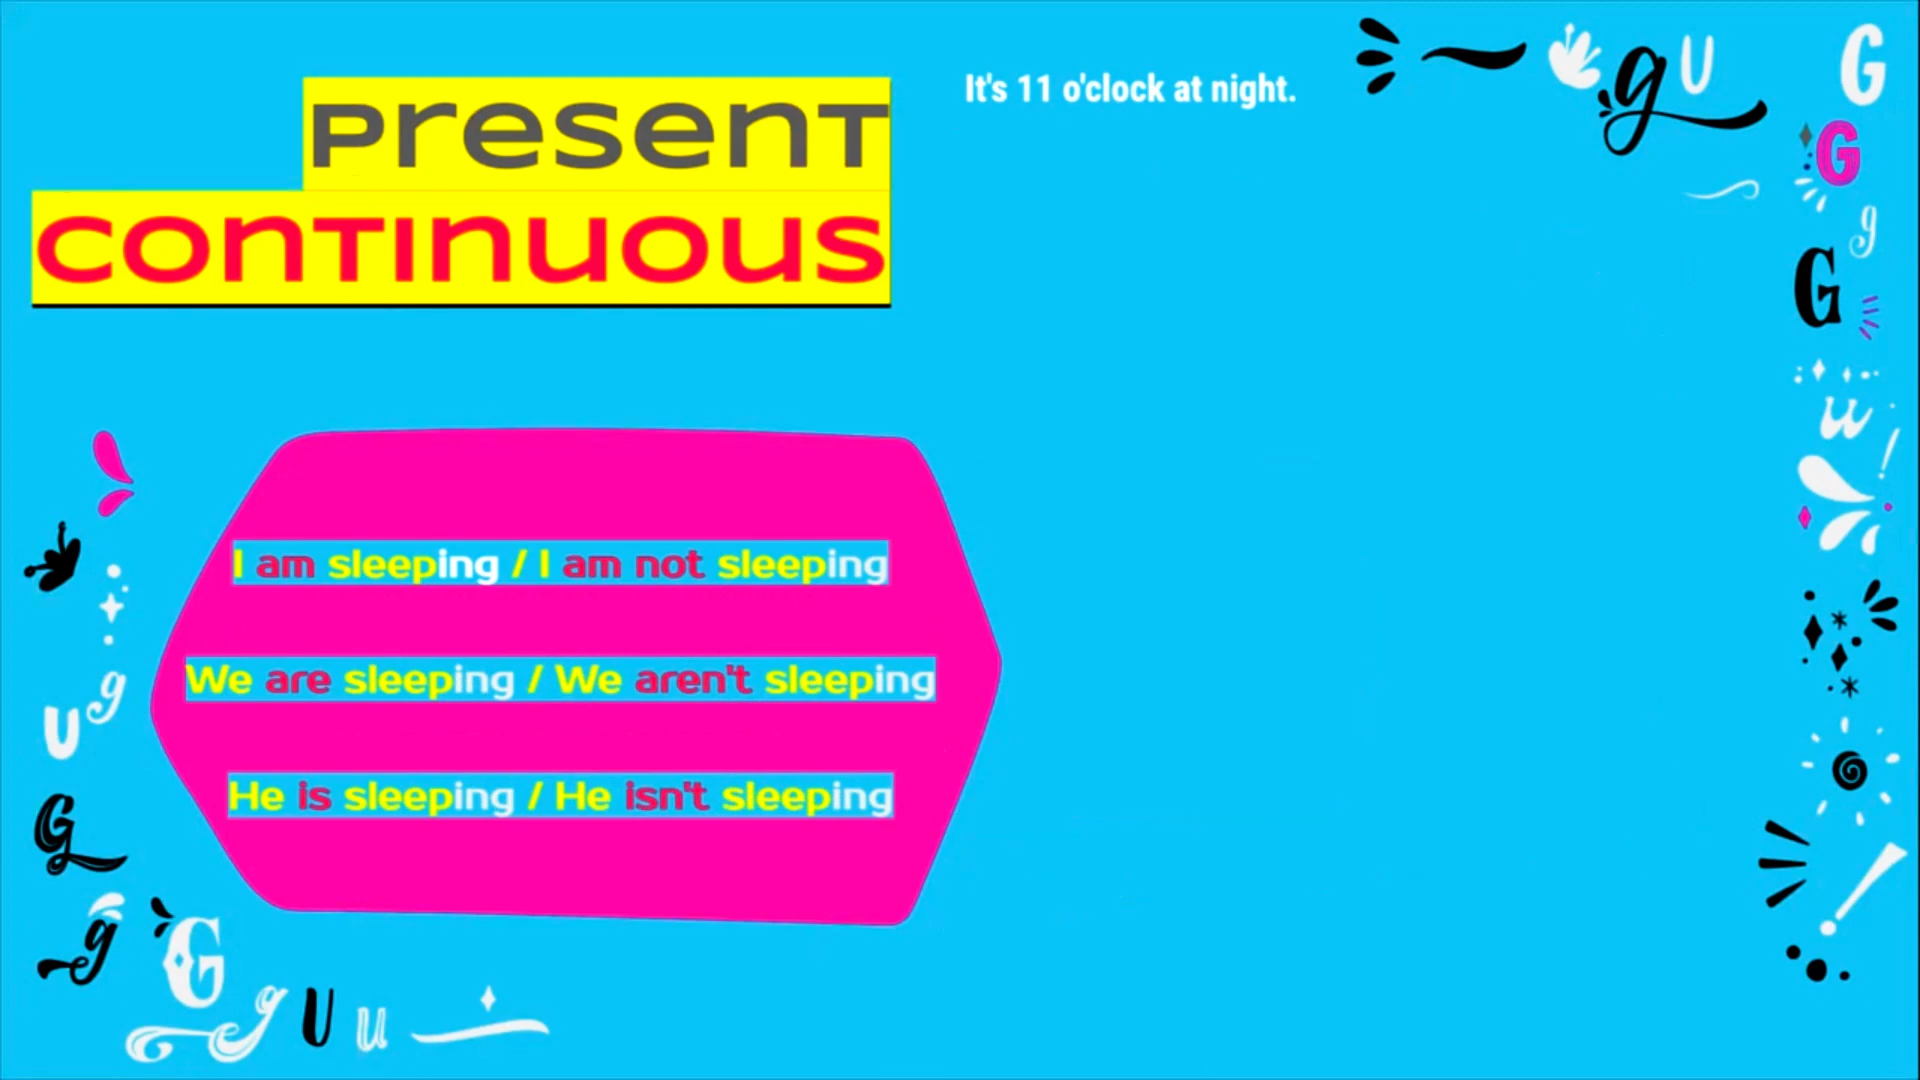 Present
continuous
It's 11 o'clock at night.
I am sleeping / I am not sleeping
We are sleeping / We aren't sleeping
He is sleeping / He isn't sleeping
g U G
G
g
G
w
!
g
U
G
g
G
g U u
!